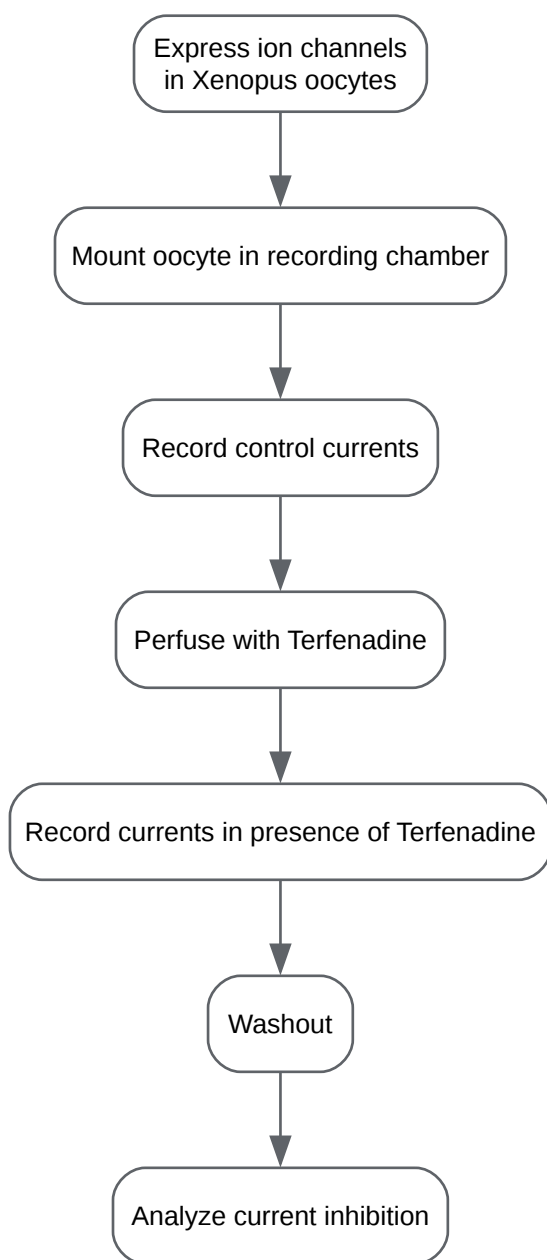 Express ion channels
in Xenopus oocytes
Mount oocyte in recording chamber
Record control currents
Perfuse with Terfenadine
Record currents in presence of Terfenadine
Washout
Analyze current inhibition